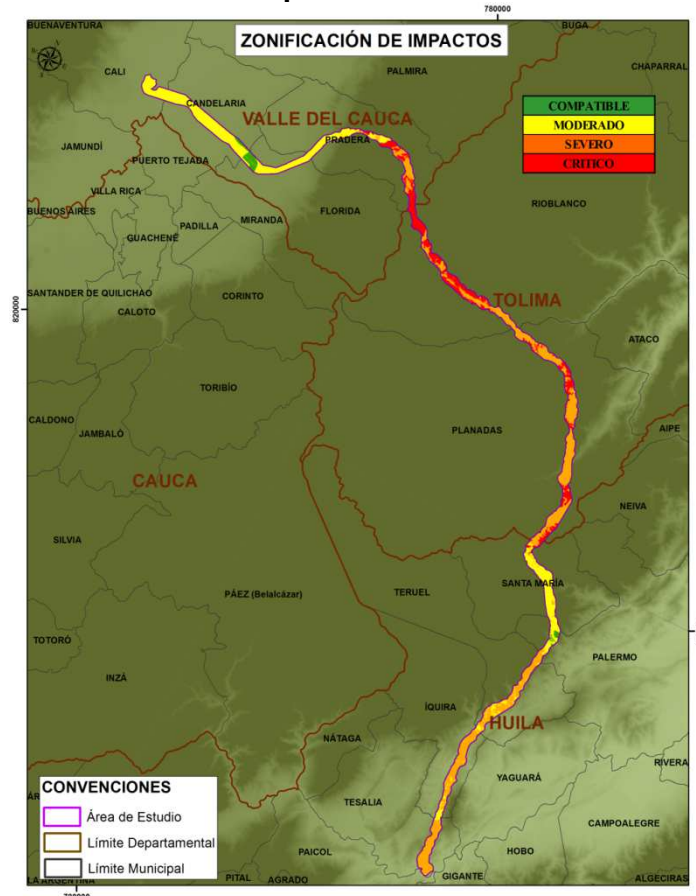 780000
BUENAVENTURA
BUGA
ZONIFICACIÓN DE IMPACTOS
CALI
PALMIRA
CHAPARRAL
CANDELARIA
COMPATIBLE
MODERADO
SEVERO
CRITICO
VALLE DEL CAUCA
PRADERA
JAMUNDÍ
PUERTO TEJADA
VILLA RICA
RIOBLANCO
BUENOS AIRES
PADILLA
MIRANDA
FLORIDA
GUACHENÉ
SANTANDER DE QUILICHAO
CORINTO
TOLIMA
820000
CALOTO
ATACO
TORIBÍO
CALDONO
JAMBALÓ
PLANADAS
AIPE
CAUCA
NEIVA
SILVIA
SANTA MARÍA
PÁEZ (Belalcázar)
TERUEL
TOTORÓ
PALERMO
INZÁ
ÍQUIRA
HUILA
NÁTAGA
RIVERA
YAGUARÁ
CONVENCIONES
Área de Estudio
Límite Departamental
Límite Municipal
TESALIA
CAMPOALEGRE
PAICOL
HOBO
LA ARGENTINA
PITAL
AGRADO
GIGANTE
ALGECIRAS